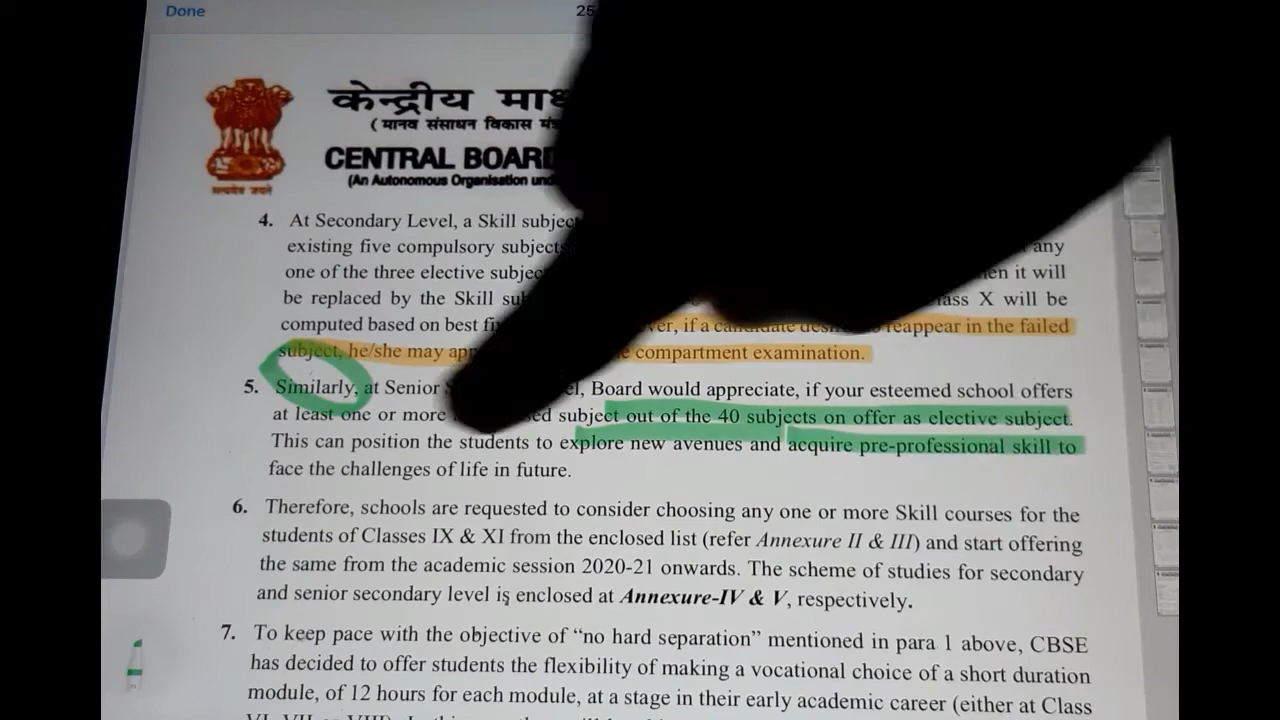 Done
25
केन्द्रीय
( मानव संसाधन विकास
CENTRAL BOARD
(An Autonomous Organisation und
सत्यमेव जयते
4. At Secondary Level, a Skill subject
existing five compulsory subjects any
one of the three elective subjec it will
be replaced by the Skill X will be
computed based on best if a candidate reappear in the failed
subject, he/she may compartment examination.
5. Similarly, at Senior Board would appreciate, if your esteemed school offers
at least one or more subject out of the 40 subjects on offer as elective subject.
This can position the students to explore new avenues and acquire pre-professional skill to
face the challenges of life in future.
6. Therefore, schools are requested to consider choosing any one or more Skill courses for the
students of Classes IX & XI from the enclosed list (refer Annexure II & III) and start offering
the same from the academic session 2020-21 onwards. The scheme of studies for secondary
and senior secondary level is enclosed at Annexure-IV & V, respectively.
7. To keep pace with the objective of “no hard separation” mentioned in para 1 above, CBSE
has decided to offer students the flexibility of making a vocational choice of a short duration
module, of 12 hours for each module, at a stage in their early academic career (either at Class